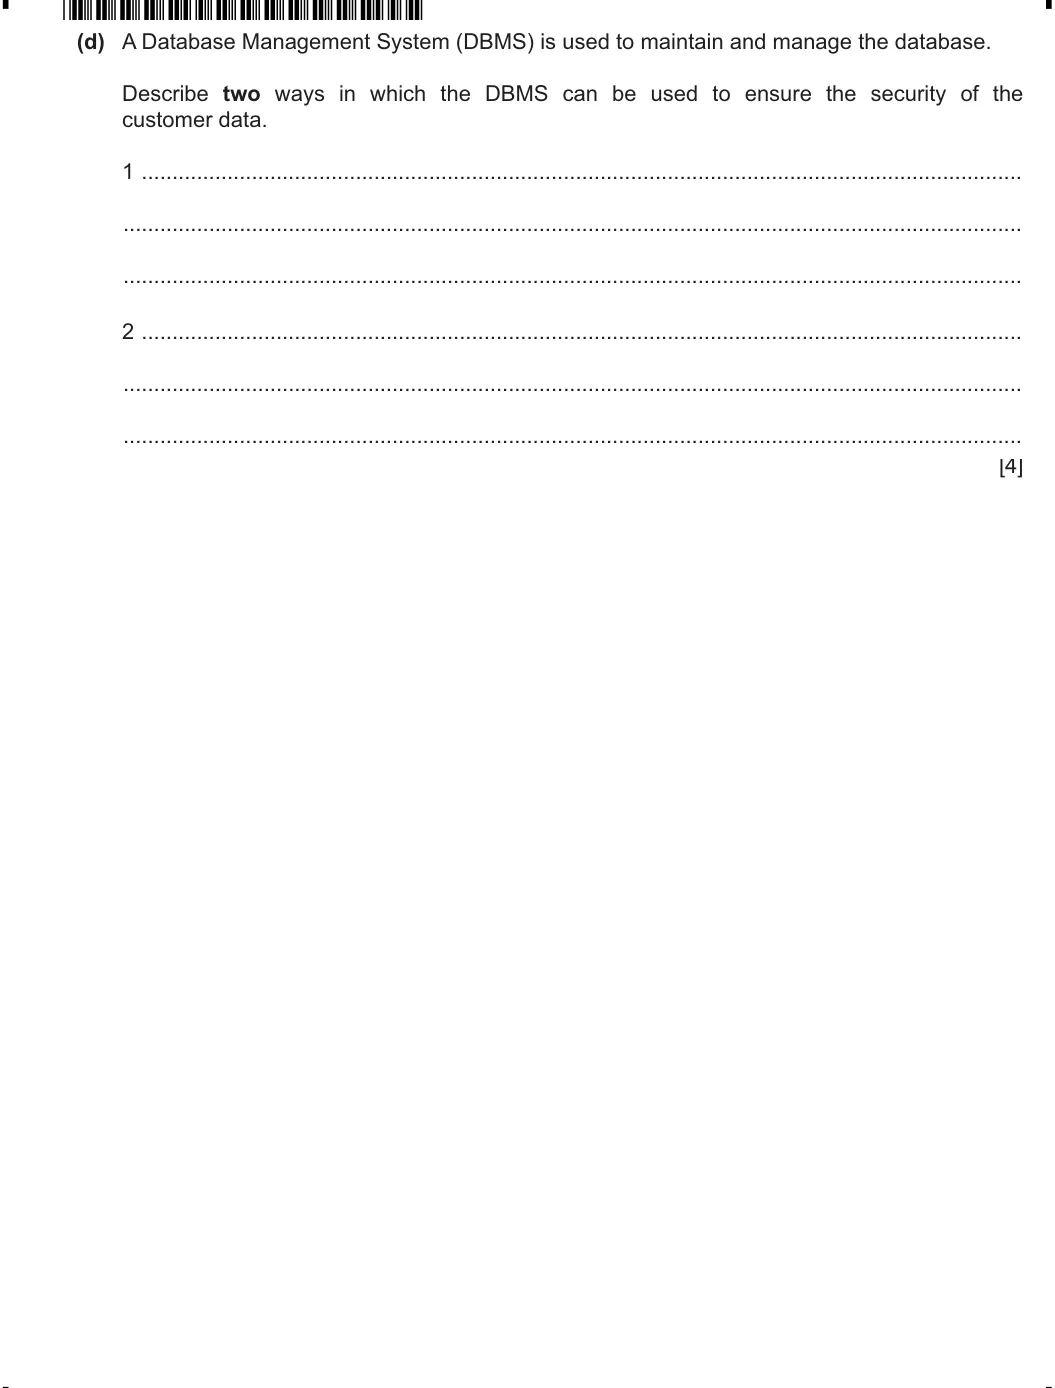 (d) A Database Management System (DBMS) is used to maintain and manage the database.
Describe two ways in which the DBMS can be used to ensure the security of the
customer data.
1 ................................................................................................................................................
...................................................................................................................................................
...................................................................................................................................................
2 ................................................................................................................................................
...................................................................................................................................................
...................................................................................................................................................
[4]